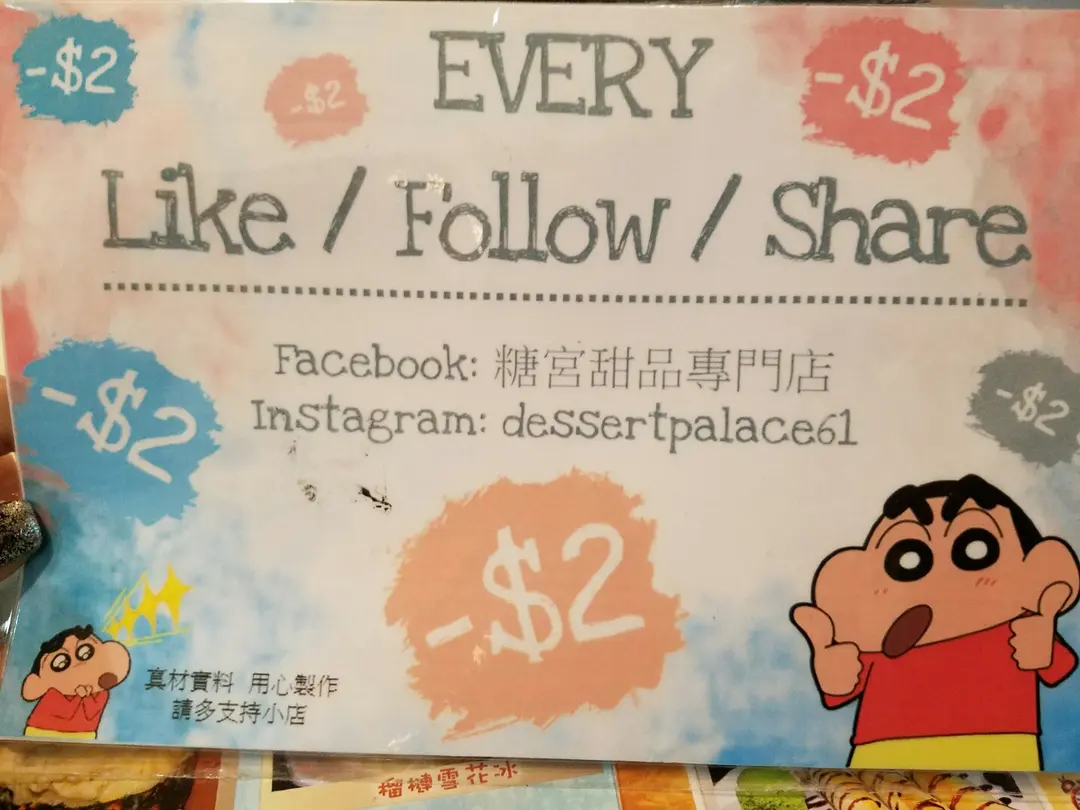 -$2
-$2
EVERY
-$2
Like / Follow / Share
Facebook: 糖宮甜品專門店
Instagram: dessertpalace61
-$2
-$2
-$2
真材實料 用心製作
請多支持小店
榴槤雪花冰